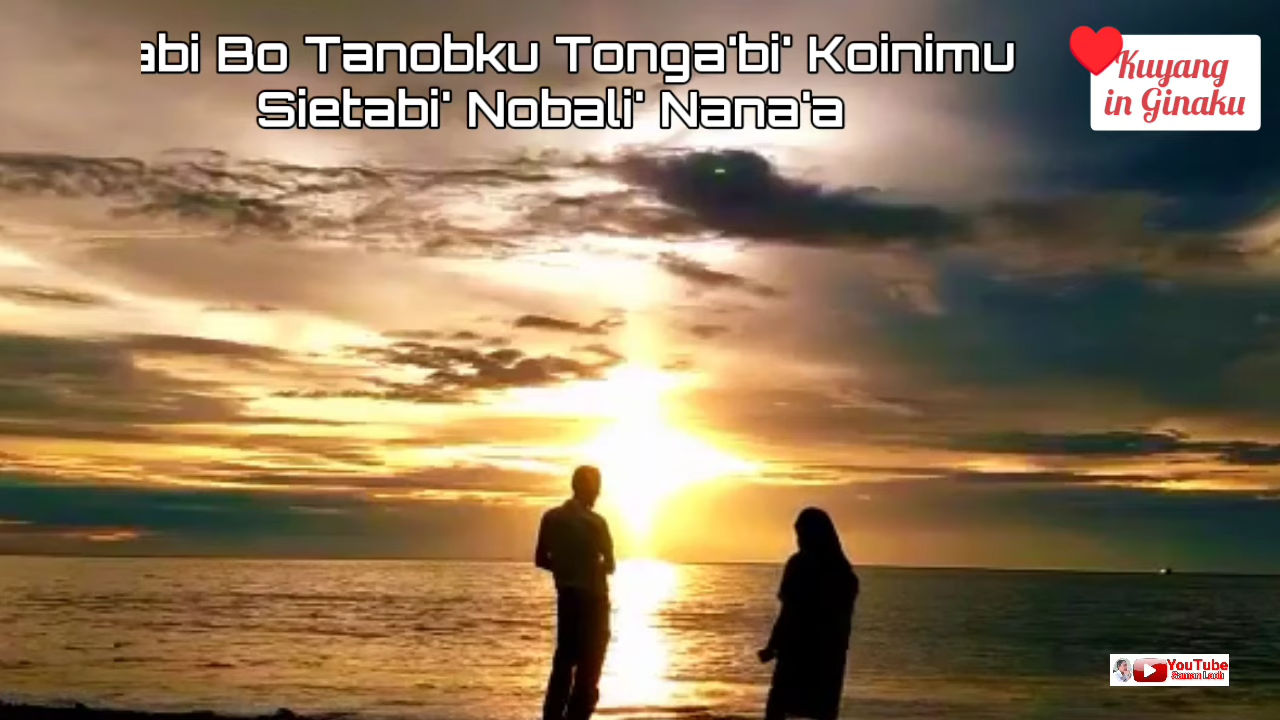 abi Bo Tanobku Tonga'bi' Koinimu
Sietabi' Nobali' Nana'a
Kuyang
in Ginaku
YouTube